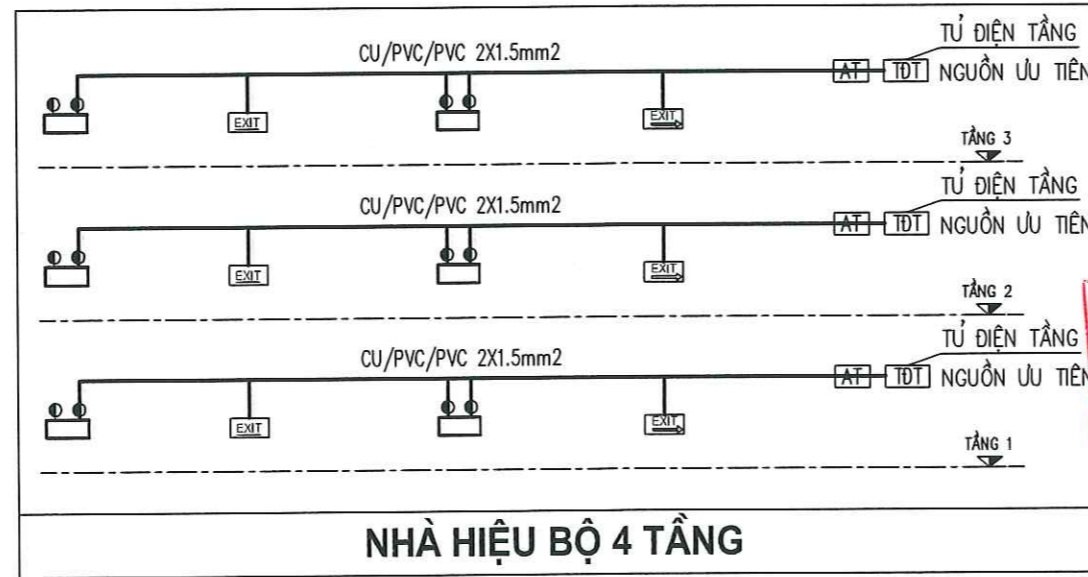 CU/PVC/PVC 2X1.5mm2
TỦ ĐIỆN TẦNG
AT TĐT NGUỒN ƯU TIÊN
EXIT EXIT
TẦNG 3
CU/PVC/PVC 2X1.5mm2
TỦ ĐIỆN TẦNG
AT TĐT NGUỒN ƯU TIÊN
EXIT EXIT
TẦNG 2
CU/PVC/PVC 2X1.5mm2
TỦ ĐIỆN TẦNG
AT TĐT NGUỒN ƯU TIÊN
EXIT EXIT
TẦNG 1
NHÀ HIỆU BỘ 4 TẦNG